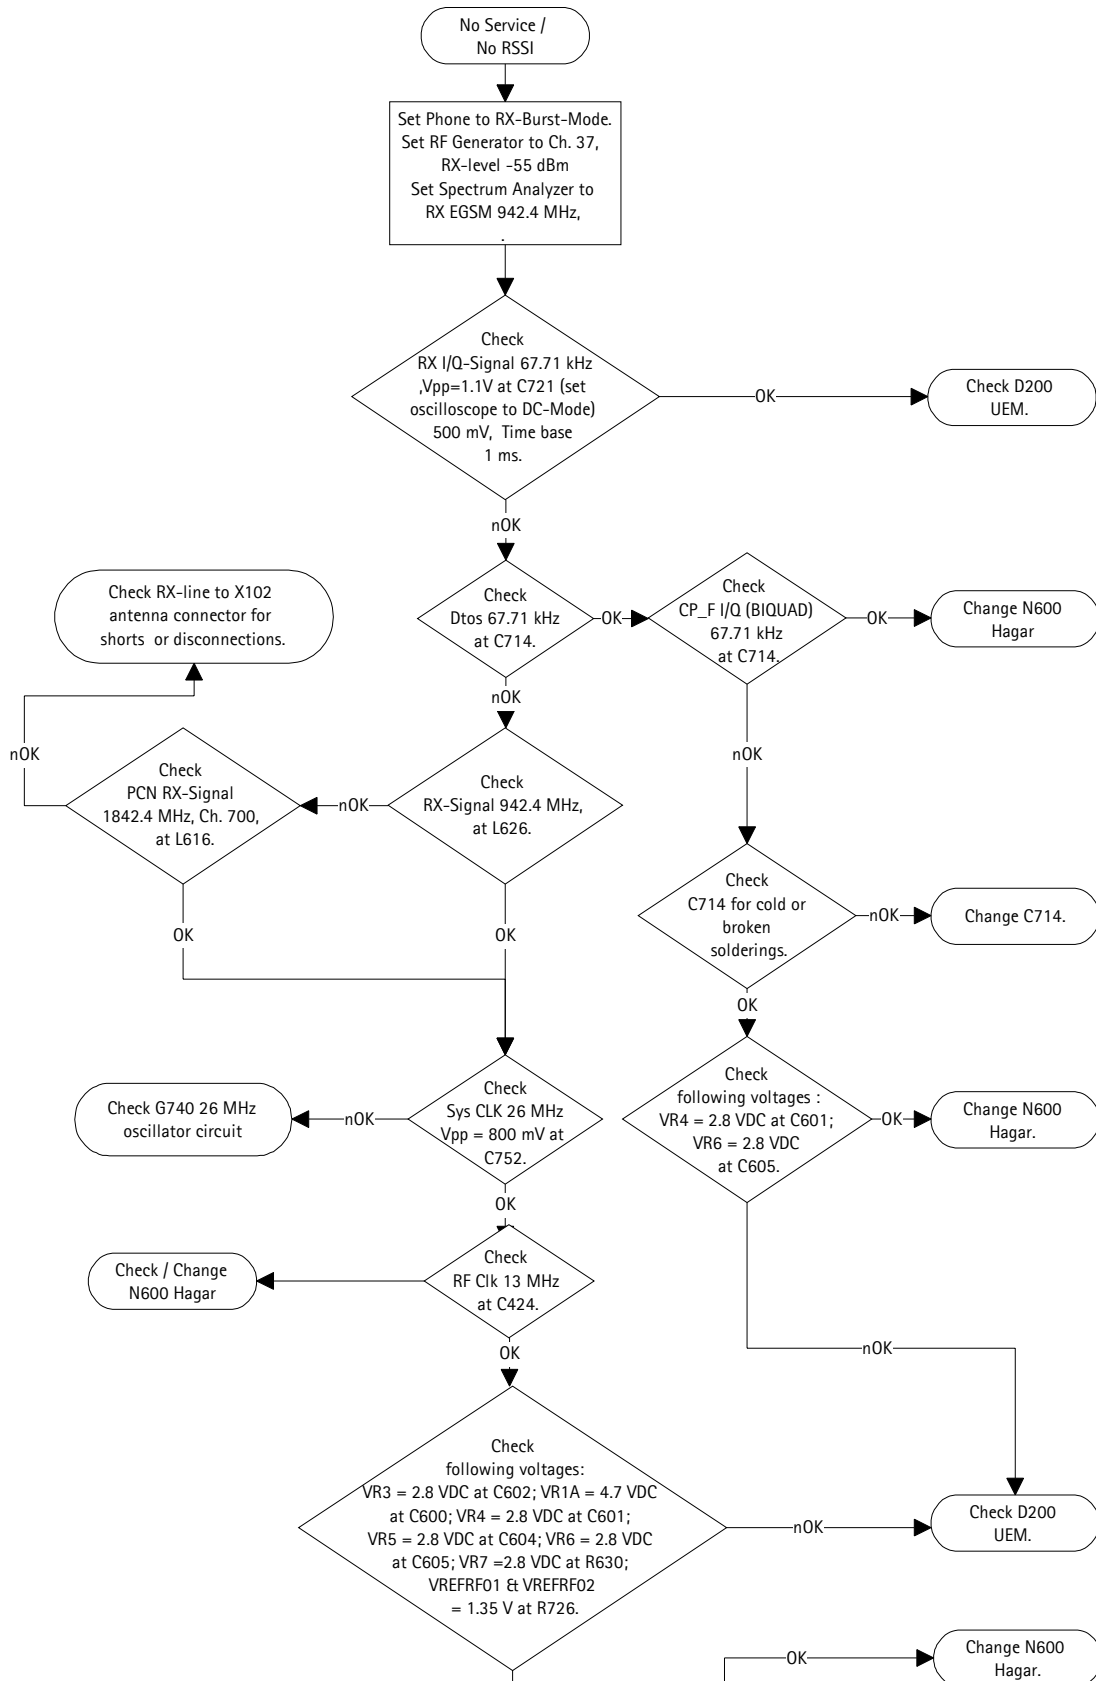 No Service /
No RSSI
Set Phone to RX-Burst-Mode.
Set RF Generator to Ch. 37,
RX-level -55 dBm
Set Spectrum Analyzer to
RX EGSM 942.4 MHz,
.
Check
RX I/Q-Signal 67.71 kHz
,Vpp=1.1V at C721 (set
oscilloscope to DC-Mode)
500 mV, Time base
1 ms.
OK
Check D200
UEM.
nOK
Check
Dtos 67.71 kHz
at C714.
OK
Check
CP_F I/Q (BIQUAD)
67.71 kHz
at C714.
OK
Change N600
Hagar
Check RX-line to X102
antenna connector for
shorts or disconnections.
nOK
nOK
nOK
Check
PCN RX-Signal
1842.4 MHz, Ch. 700,
at L616.
nOK
Check
RX-Signal 942.4 MHz,
at L626.
OK
OK
Check
C714 for cold or
broken
solderings.
nOK
Change C714.
OK
Check G740 26 MHz
oscillator circuit
nOK
Check
Sys CLK 26 MHz
Vpp = 800 mV at
C752.
Check
following voltages :
VR4 = 2.8 VDC at C601;
VR6 = 2.8 VDC
at C605.
OK
Change N600
Hagar.
OK
Check / Change
N600 Hagar
Check
RF Clk 13 MHz
at C424.
OK
nOK
Check
following voltages:
VR3 = 2.8 VDC at C602; VR1A = 4.7 VDC
at C600; VR4 = 2.8 VDC at C601;
VR5 = 2.8 VDC at C604; VR6 = 2.8 VDC
at C605; VR7 =2.8 VDC at R630;
VREFRF01 & VREFRF02
= 1.35 V at R726.
nOK
Check D200
UEM.
OK
Change N600
Hagar.